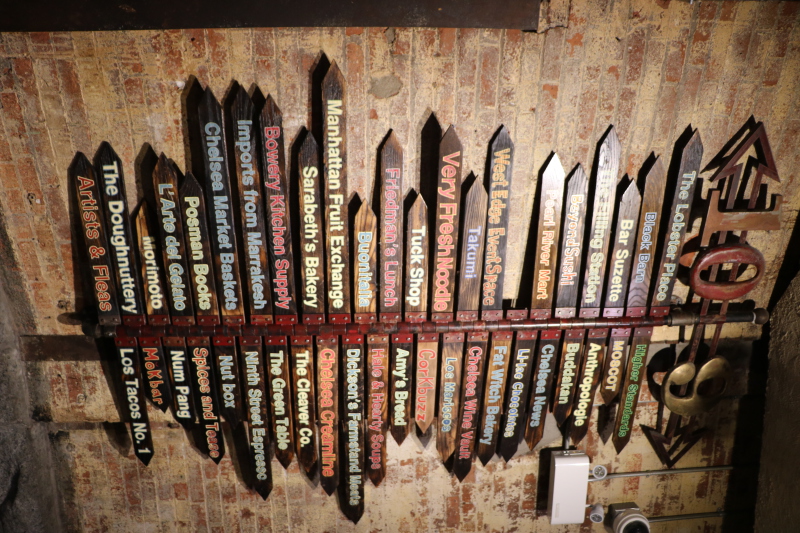 10 9
The Lobster Place
Black Barn
Bar Suzette
The Filling Station
Beyond Sushi
Pearl River Mart
West Edge Event Space
Takumi
Very Fresh Noodle
Tuck Shop
Friedman's Lunch
Buonitalia
Manhattan Fruit Exchange
Sarabeth's Bakery
Bowery Kitchen Supply
Imports from Marrakesh
Chelsea Market Baskets
Posman Books
L'Arte del Gelato
Morimoto
The Doughnuttery
Artists & Fleas
Higher Standards
MOSCOT
Anthropologie
Buddakan
Chelsea News
Li-Lac Chocolates
Fat Witch Bakery
Chelsea Wine Vault
Los Mariscos
Corkbuzz
Amy's Bread
Hale & Hearty Soups
Dickson's Farmstand Meats
Chelsea Creamline
The Cleaver Co.
The Green Table
Ninth Street Espresso
Nut box
Spices and Tease
Num Pang
MoKbar
Los Tacos No. 1